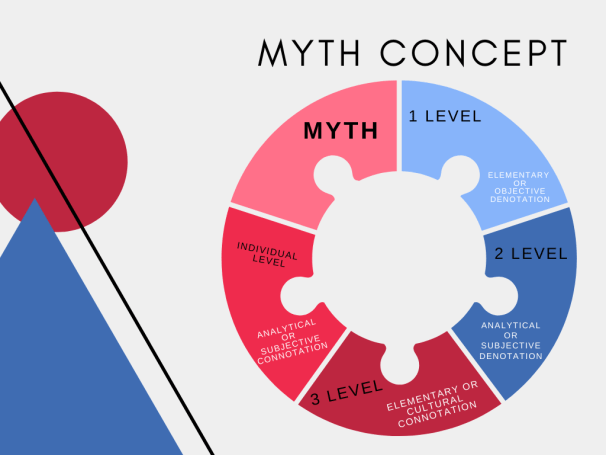 MYTH CONCEPT
MYTH
1 LEVEL
ELEMENTARY
OR
OBJECTIVE
DENOTATION
2 LEVEL
ANALYTICAL
OR
SUBJECTIVE
DENOTATION
3 LEVEL
ELEMENTARY OR
CULTURAL
CONNOTATION
INDIVIDUAL
LEVEL
ANALYTICAL
OR
SUBJECTIVE
CONNOTATION